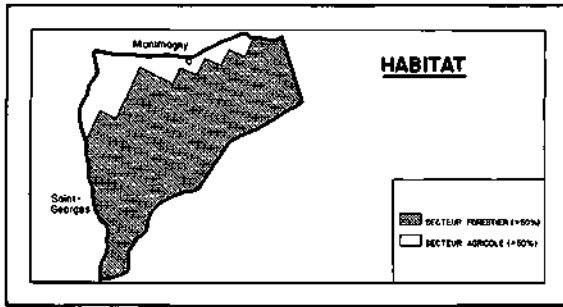 Montmagny
HABITAT
Saint-
Georges
SECTEUR FORESTIER (>50%)
SECTEUR AGRICOLE (>50%)